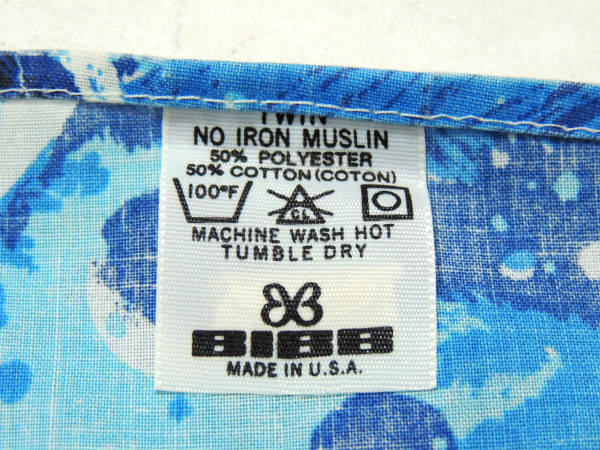 TWIN
NO IRON MUSLIN
50% POLYESTER
50% COTTON (COTON)
100°F
CL
MACHINE WASH HOT
TUMBLE DRY
BIBB
MADE IN U.S.A.